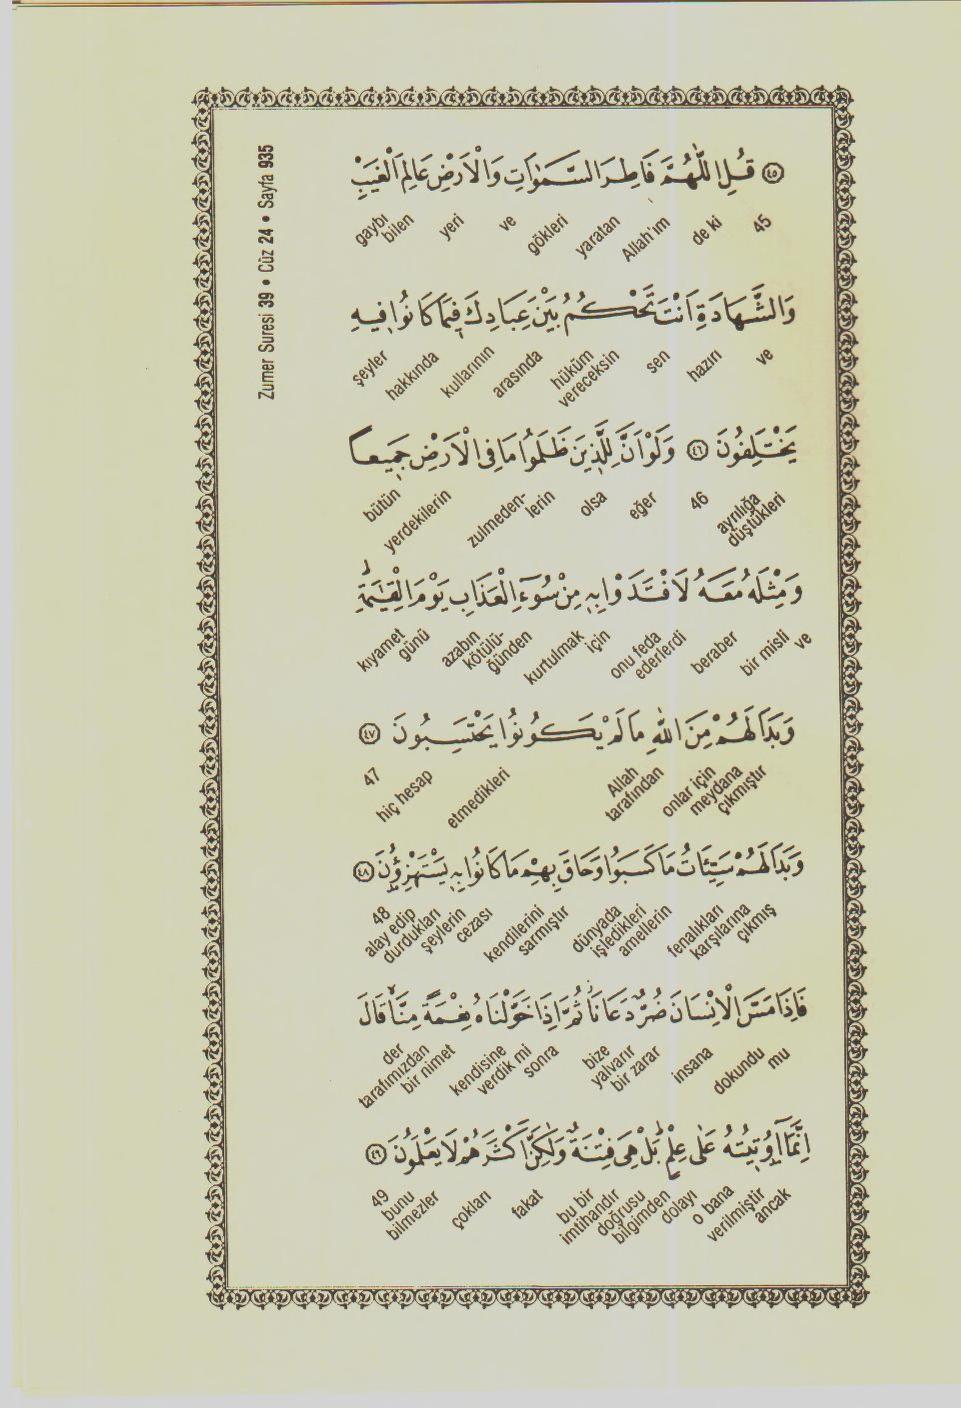 Zumer Suresi 39 • Cüz 24 • Sayfa 935
﴿٤٥﴾ قُلِ اللّٰهُمَّ فَاطِرَ السَّمٰوَاتِ وَالْاَرْضِ عَالِمَ الْغَيْبِ
45 de ki Allah'ım yaratan gökleri ve yeri gaybı bilen
وَالشَّهَادَةِ اَنْتَ تَحْكُمُ بَيْنَ عِبَادِكَ فِيمَا كَانُوا فِيهِ
ve hazırı sen hüküm vereceksin arasında kullarının hakkında şeyler
يَخْتَلِفُونَ ﴿٤٦﴾ وَلَوْ اَنَّ لِلَّذِينَ ظَلَمُوا مَا فِى الْاَرْضِ جَمِيعًا
ayrılığa düştükleri 46 eğer olsa zulmeden-lerin yerdekilerin bütün
وَمِثْلَهُ مَعَهُ لَافْتَدَوْا بِهِ مِنْ سُوءِ الْعَذَابِ يَوْمَ الْقِيٰمَةِ
ve bir misli beraber onu feda ederlerdi için kurtulmak azabın kötülü-ğünden kıyamet günü
وَبَدَا لَهُمْ مِنَ اللّٰهِ مَا لَمْ يَكُونُوا يَحْتَسِبُونَ ﴿٤٧﴾
onlar için meydana çıkmıştır Allah tarafından etmedikleri hiç hesap 47
وَبَدَا لَهُمْ سَيِّئَاتُ مَا كَسَبُوا وَحَاقَ بِهِمْ مَا كَانُوا بِهِ يَسْتَهْزِؤُنَ ﴿٤٨﴾
fenalıkları karşılarına çıkmış dünyada işledikleri amellerin kendilerini sarmıştır alay edip durdukları şeylerin cezası 48
فَاِذَا مَسَّ الْاِنْسَانَ ضُرٌّ دَعَانَا ثُمَّ اِذَا خَوَّلْنَاهُ نِعْمَةً مِنَّا قَالَ
mu dokundu insana bize yalvarır bir zarar sonra kendisine verdik mi der tarafımızdan bir nimet
اِنَّمَا اُو۫تِيتُهُ عَلٰى عِلْمٍ بَلْ هِىَ فِتْنَةٌ وَلٰكِنَّ اَكْثَرَهُمْ لَا يَعْلَمُونَ ﴿٤٩﴾
o bana verilmiştir ancak bilgimden dolayı bu bir imtihandır doğrusu fakat çokları bunu bilmezler 49